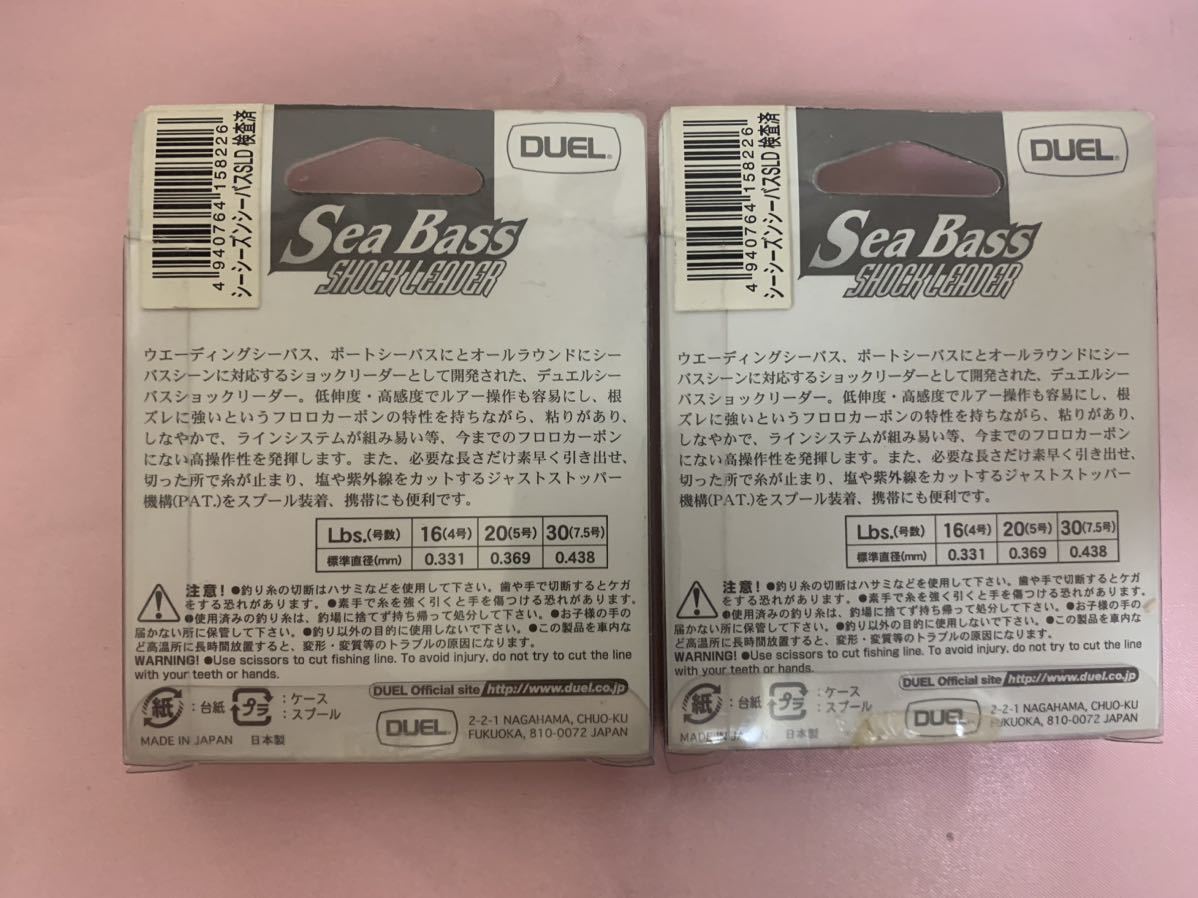 4 940764 158226
シーシーズンシーバスSLD 検査済
DUEL®
Sea Bass
SHOCK LEADER
ウエーディングシーバス、ボートシーバスにとオールラウンドにシー
バスシーンに対応するショックリーダーとして開発された、デュエルシー
バスショックリーダー。低伸度・高感度でルアー操作も容易にし、根
ズレに強いというフロロカーボンの特性を持ちながら、粘りがあり、
しなやかで、ラインシステムが組み易い等、今までのフロロカーボン
にない高操作性を発揮します。また、必要な長さだけ素早く引き出せ、
切った所で糸が止まり、塩や紫外線をカットするジャストストッパー
機構(PAT.)をスプール装着、携帯にも便利です。
Lbs.(号数) 16(4号) 20(5号) 30(7.5号)
標準直径(mm) 0.331 0.369 0.438
注意!●釣り糸の切断はハサミなどを使用して下さい。歯や手で切断するとケガ
をする恐れがあります。●素手で糸を強く引くと手を傷つける恐れがあります。
●使用済みの釣り糸は、釣場に捨てず持ち帰って処分して下さい。●お子様の手の
届かない所に保管して下さい。●釣り以外の目的に使用しないで下さい。●この製品を車内な
ど高温所に長時間放置すると、変形・変質等のトラブルの原因になります。
WARNING! ●Use scissors to cut fishing line. To avoid injury, do not try to cut the line
with your teeth or hands.
DUEL Official site http://www.duel.co.jp
紙 :台紙 プラ :ケース
:スプール
DUEL
2-2-1 NAGAHAMA, CHUO-KU
FUKUOKA, 810-0072 JAPAN
MADE IN JAPAN 日本製
4 940764 158226
シーシーズンシーバスSLD 検査済
DUEL®
Sea Bass
SHOCK LEADER
ウエーディングシーバス、ボートシーバスにとオールラウンドにシー
バスシーンに対応するショックリーダーとして開発された、デュエルシー
バスショックリーダー。低伸度・高感度でルアー操作も容易にし、根
ズレに強いというフロロカーボンの特性を持ちながら、粘りがあり、
しなやかで、ラインシステムが組み易い等、今までのフロロカーボン
にない高操作性を発揮します。また、必要な長さだけ素早く引き出せ、
切った所で糸が止まり、塩や紫外線をカットするジャストストッパー
機構(PAT.)をスプール装着、携帯にも便利です。
Lbs.(号数) 16(4号) 20(5号) 30(7.5号)
標準直径(mm) 0.331 0.369 0.438
注意!●釣り糸の切断はハサミなどを使用して下さい。歯や手で切断するとケガ
をする恐れがあります。●素手で糸を強く引くと手を傷つける恐れがあります。
●使用済みの釣り糸は、釣場に捨てず持ち帰って処分して下さい。●お子様の手の
届かない所に保管して下さい。●釣り以外の目的に使用しないで下さい。●この製品を車内な
ど高温所に長時間放置すると、変形・変質等のトラブルの原因になります。
WARNING! ●Use scissors to cut fishing line. To avoid injury, do not try to cut the line
with your teeth or hands.
DUEL Official site http://www.duel.co.jp
紙 :台紙 プラ :ケース
:スプール
DUEL
2-2-1 NAGAHAMA, CHUO-KU
FUKUOKA, 810-0072 JAPAN
MADE IN JAPAN 日本製